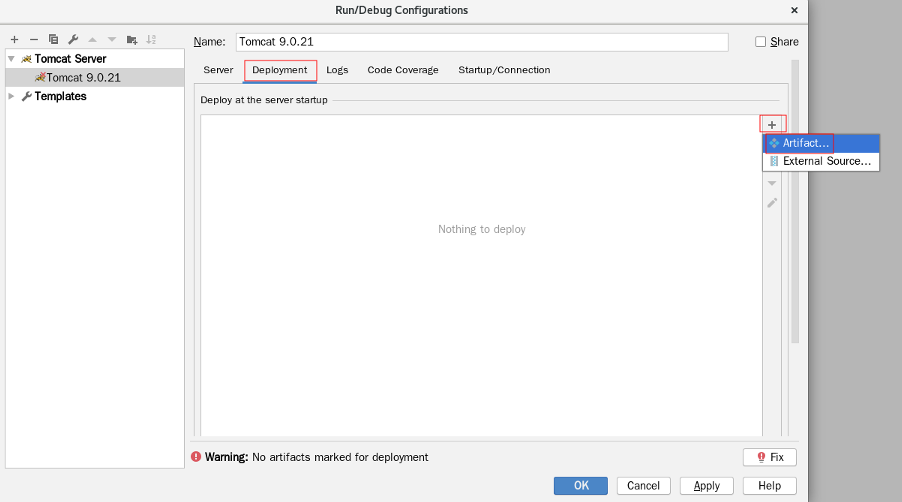 Run/Debug Configurations
Tomcat Server
Tomcat 9.0.21
Templates
Name: Tomcat 9.0.21 Share
Server Deployment Logs Code Coverage Startup/Connection
Deploy at the server startup
Artifact...
External Source...
Nothing to deploy
Warning: No artifacts marked for deployment Fix
OK Cancel Apply Help